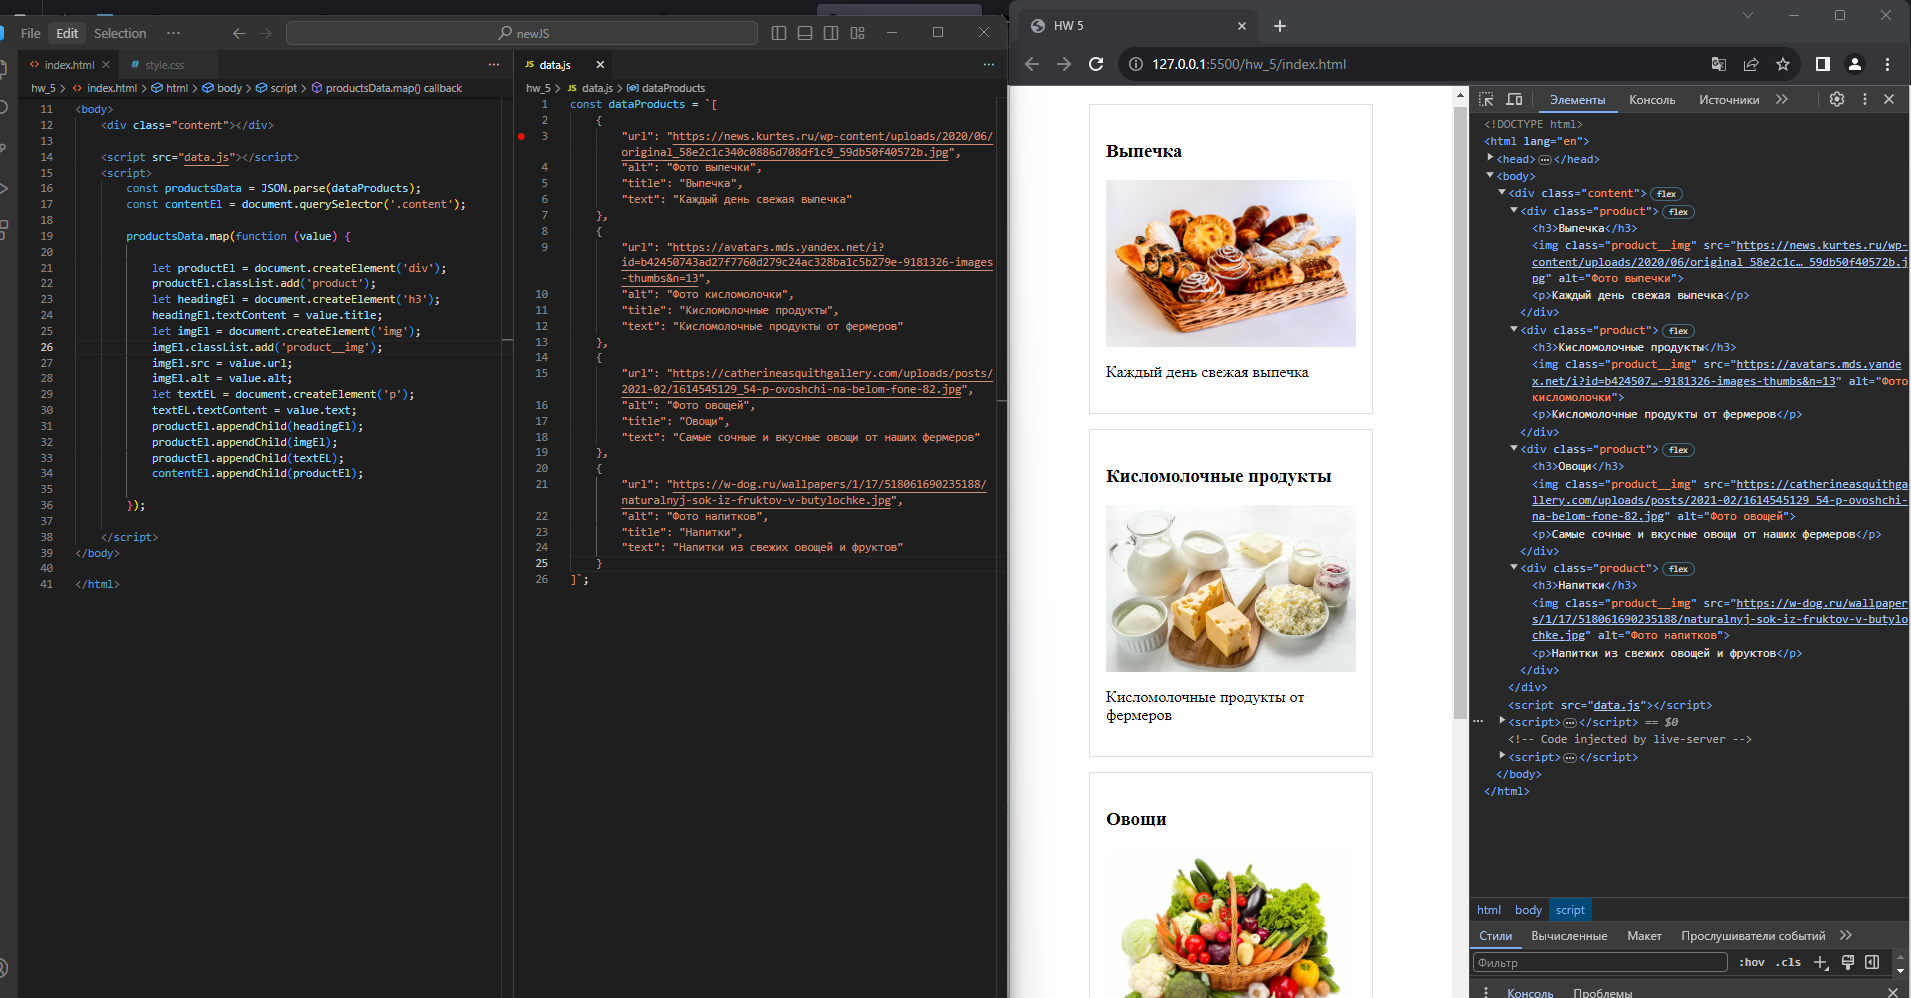 File Edit Selection ··· newJS
index.html style.css ···
hw_5 > index.html > html > body > script > productsData.map() callback
11 <body>
12 <div class="content"></div>
13
14 <script src="data.js"></script>
15 <script>
16 const productsData = JSON.parse(dataProducts);
17 const contentEl = document.querySelector('.content');
18
19 productsData.map(function (value) {
20
21 let productEl = document.createElement('div');
22 productEl.classList.add('product');
23 let headingEl = document.createElement('h3');
24 headingEl.textContent = value.title;
25 let imgEl = document.createElement('img');
26 imgEl.classList.add('product__img');
27 imgEl.src = value.url;
28 imgEl.alt = value.alt;
29 let textEL = document.createElement('p');
30 textEL.textContent = value.text;
31 productEl.appendChild(headingEl);
32 productEl.appendChild(imgEl);
33 productEl.appendChild(textEL);
34 contentEl.appendChild(productEl);
35
36 });
37
38 </script>
39 </body>
40
41 </html>
JS data.js ···
hw_5 > JS data.js > dataProducts
1 const dataProducts = `[
2 {
3 "url": "https://news.kurtes.ru/wp-content/uploads/2020/06/
original_58e2c1c340c0886d708df1c9_59db50f40572b.jpg",
4 "alt": "Фото выпечки",
5 "title": "Выпечка",
6 "text": "Каждый день свежая выпечка"
7 },
8 {
9 "url": "https://avatars.mds.yandex.net/i?
id=b42450743ad27f7760d279c24ac328ba1c5b279e-9181326-images
-thumbs&n=13",
10 "alt": "Фото кисломолочки",
11 "title": "Кисломолочные продукты",
12 "text": "Кисломолочные продукты от фермеров"
13 },
14 {
15 "url": "https://catherineasquithgallery.com/uploads/posts/
2021-02/1614545129_54-p-ovoshchi-na-belom-fone-82.jpg",
16 "alt": "Фото овощей",
17 "title": "Овощи",
18 "text": "Самые сочные и вкусные овощи от наших фермеров"
19 },
20 {
21 "url": "https://w-dog.ru/wallpapers/1/17/518061690235188/
naturalnyj-sok-iz-fruktov-v-butylochke.jpg",
22 "alt": "Фото напитков",
23 "title": "Напитки",
24 "text": "Напитки из свежих овощей и фруктов"
25 }
26 ]`;
HW 5
127.0.0.1:5500/hw_5/index.html
Выпечка
Каждый день свежая выпечка
Кисломолочные продукты
Кисломолочные продукты от
фермеров
Овощи
Элементы Консоль Источники
<!DOCTYPE html>
<html lang="en">
<head>···</head>
<body>
<div class="content"> flex
<div class="product"> flex
<h3>Выпечка</h3>
<img class="product__img" src="https://news.kurtes.ru/wp-
content/uploads/2020/06/original_58e2c1c…_59db50f40572b.j
pg" alt="Фото выпечки">
<p>Каждый день свежая выпечка</p>
</div>
<div class="product"> flex
<h3>Кисломолочные продукты</h3>
<img class="product__img" src="https://avatars.mds.yande
x.net/i?id=b424507…-9181326-images-thumbs&n=13" alt="Фото
кисломолочки">
<p>Кисломолочные продукты от фермеров</p>
</div>
<div class="product"> flex
<h3>Овощи</h3>
<img class="product__img" src="https://catherineasquithga
llery.com/uploads/posts/2021-02/1614545129_54-p-ovoshchi-
na-belom-fone-82.jpg" alt="Фото овощей">
<p>Самые сочные и вкусные овощи от наших фермеров</p>
</div>
<div class="product"> flex
<h3>Напитки</h3>
<img class="product__img" src="https://w-dog.ru/wallpaper
s/1/17/518061690235188/naturalnyj-sok-iz-fruktov-v-butylo
chke.jpg" alt="Фото напитков">
<p>Напитки из свежих овощей и фруктов</p>
</div>
</div>
<script src="data.js"></script>
··· <script>···</script> == $0
<!-- Code injected by live-server -->
<script>···</script>
</body>
</html>
html body script
Стили Вычисленные Макет Прослушиватели событий
Фильтр :hov .cls
Консоль Проблемы